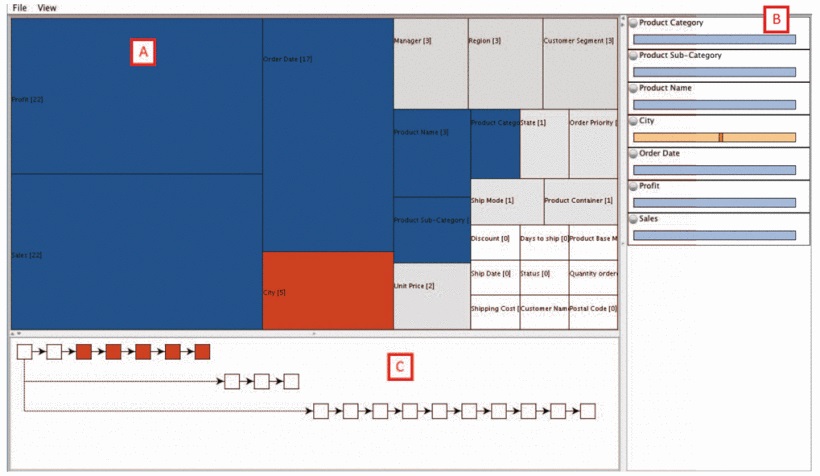 File View
A
B
C
Profit [22]
Sales [22]
Order Date [17]
City [5]
Manager [3]
Region [3]
Customer Segment [3]
Product Name [3]
Product Catego
State [1]
Order Priority [
Product Sub-Category [
Ship Mode [1]
Product Container [1]
Unit Price [2]
Discount [0]
Days to ship [0]
Product Base M
Ship Date [0]
Status [0]
Quantity order
Shipping Cost [
Customer Nam
Postal Code [0]
Product Category
Product Sub-Category
Product Name
City
Order Date
Profit
Sales